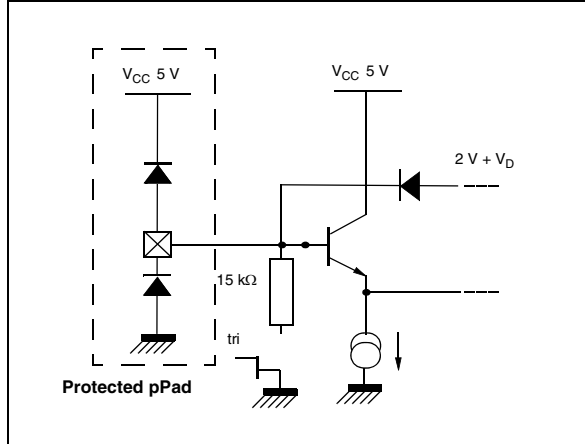 V_CC 5 V
V_CC 5 V
2 V + V_D
15 kΩ
tri
Protected pPad